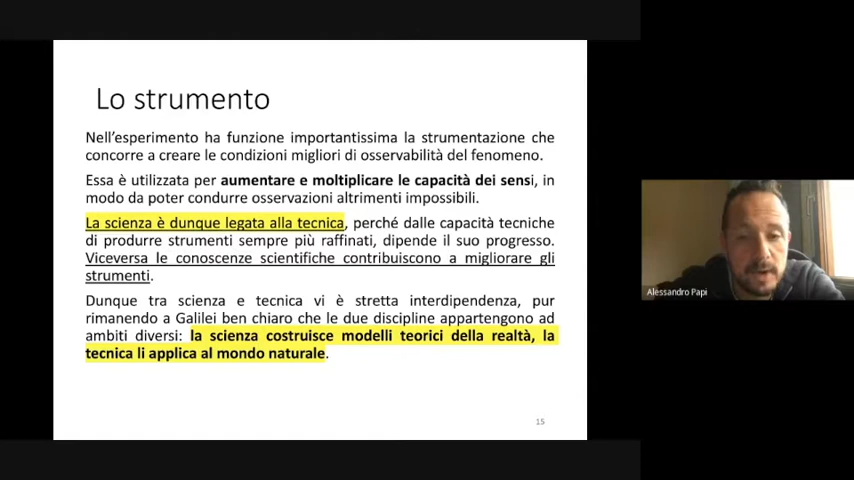 Lo strumento
Nell'esperimento ha funzione importantissima la strumentazione che
concorre a creare le condizioni migliori di osservabilità del fenomeno.
Essa è utilizzata per aumentare e moltiplicare le capacità dei sensi, in
modo da poter condurre osservazioni altrimenti impossibili.
La scienza è dunque legata alla tecnica, perché dalle capacità tecniche
di produrre strumenti sempre più raffinati, dipende il suo progresso.
Viceversa le conoscenze scientifiche contribuiscono a migliorare gli
strumenti.
Dunque tra scienza e tecnica vi è stretta interdipendenza, pur
rimanendo a Galilei ben chiaro che le due discipline appartengono ad
ambiti diversi: la scienza costruisce modelli teorici della realtà, la
tecnica li applica al mondo naturale.
15
Alessandro Papi